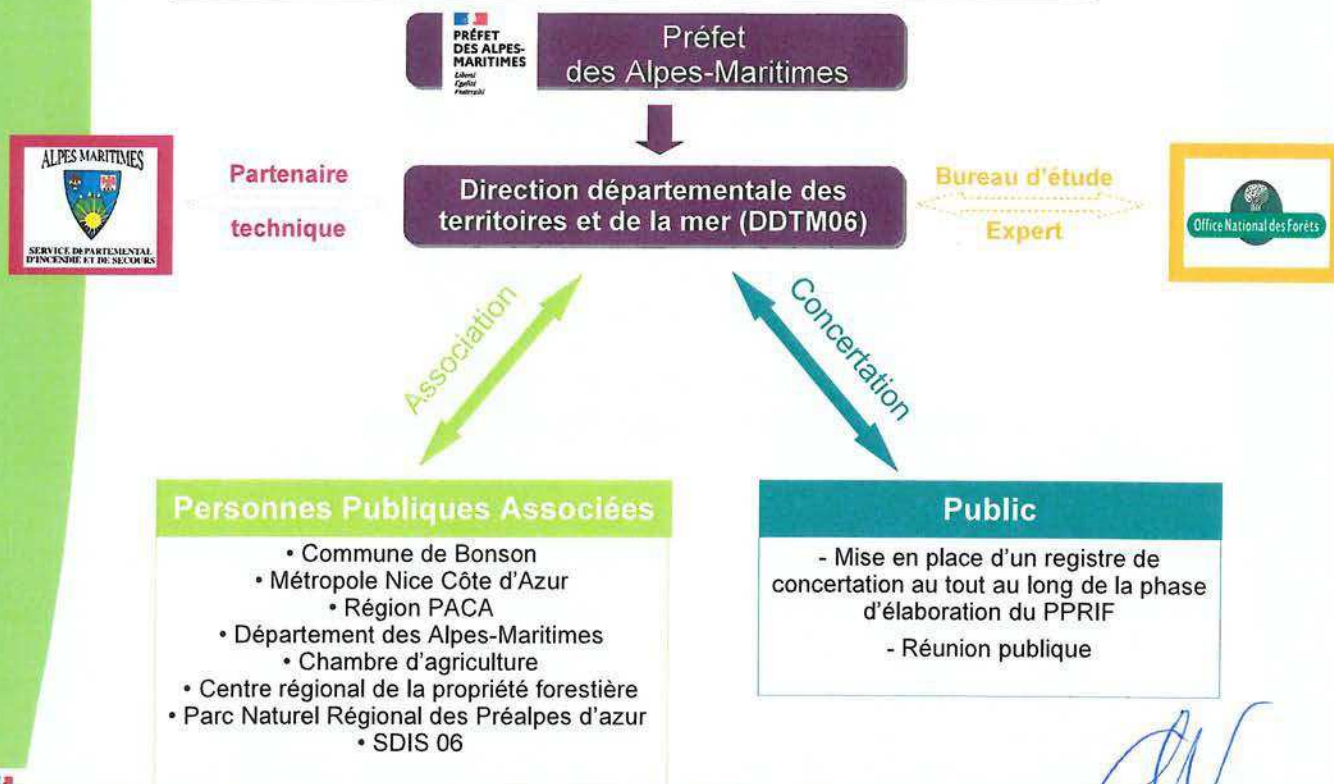 PRÉFET
DES ALPES-
MARITIMES
Liberté
Égalité
Fraternité
Préfet
des Alpes-Maritimes
ALPES MARITIMES
SERVICE DEPARTEMENTAL
D'INCENDIE ET DE SECOURS
Partenaire
technique
Direction départementale des
territoires et de la mer (DDTM06)
Bureau d'étude
Expert
Office National des Forêts
Association
Concertation
Personnes Publiques Associées
• Commune de Bonson
• Métropole Nice Côte d'Azur
• Région PACA
• Département des Alpes-Maritimes
• Chambre d'agriculture
• Centre régional de la propriété forestière
• Parc Naturel Régional des Préalpes d'azur
• SDIS 06
Public
- Mise en place d'un registre de
concertation au tout au long de la phase
d'élaboration du PPRIF
- Réunion publique